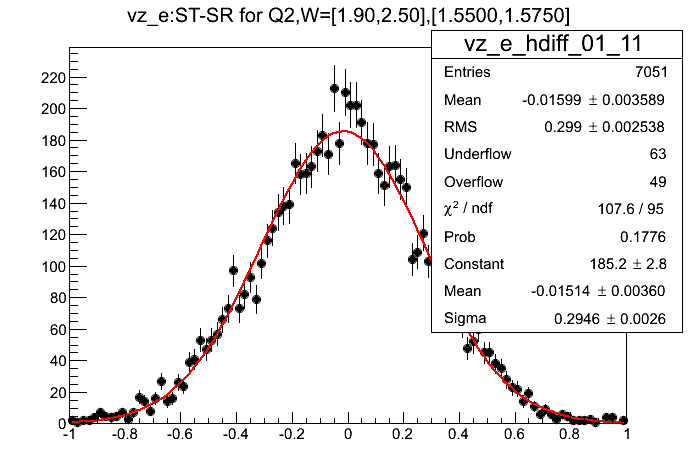 vz_e:ST-SR for Q2,W=[1.90,2.50],[1.5500,1.5750]
vz_e_hdiff_01_11
Entries 7051
Mean -0.01599 ± 0.003589
RMS 0.299 ± 0.002538
Underflow 63
Overflow 49
χ² / ndf 107.6 / 95
Prob 0.1776
Constant 185.2 ± 2.8
Mean -0.01514 ± 0.00360
Sigma 0.2946 ± 0.0026
220
200
180
160
140
120
100
80
60
40
20
0
-1 -0.8 -0.6 -0.4 -0.2 0 0.2 0.4 0.6 0.8 1